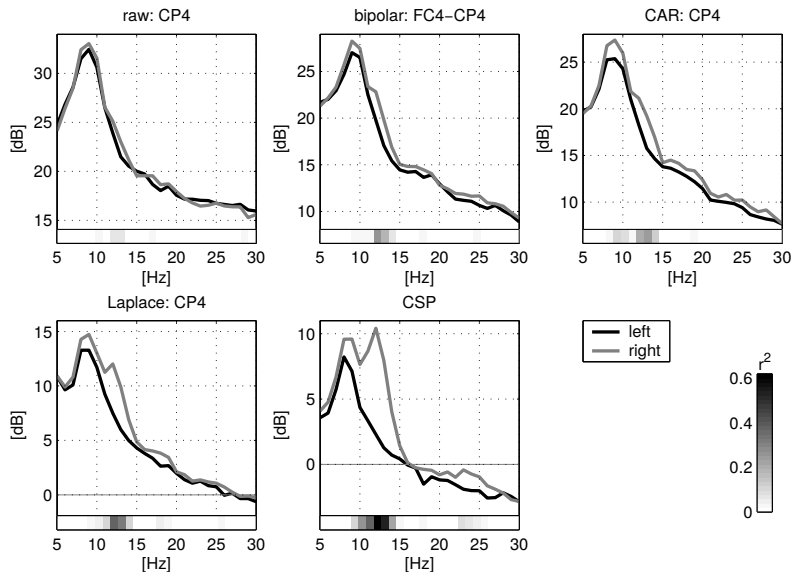 raw: CP4
[dB]
30
25
20
15
5 10 15 20 25 30
[Hz]
bipolar: FC4−CP4
[dB]
25
20
15
10
5 10 15 20 25 30
[Hz]
CAR: CP4
[dB]
25
20
15
10
5 10 15 20 25 30
[Hz]
Laplace: CP4
[dB]
15
10
5
0
5 10 15 20 25 30
[Hz]
CSP
[dB]
10
5
0
5 10 15 20 25 30
[Hz]
left
right
r²
0.6
0.4
0.2
0